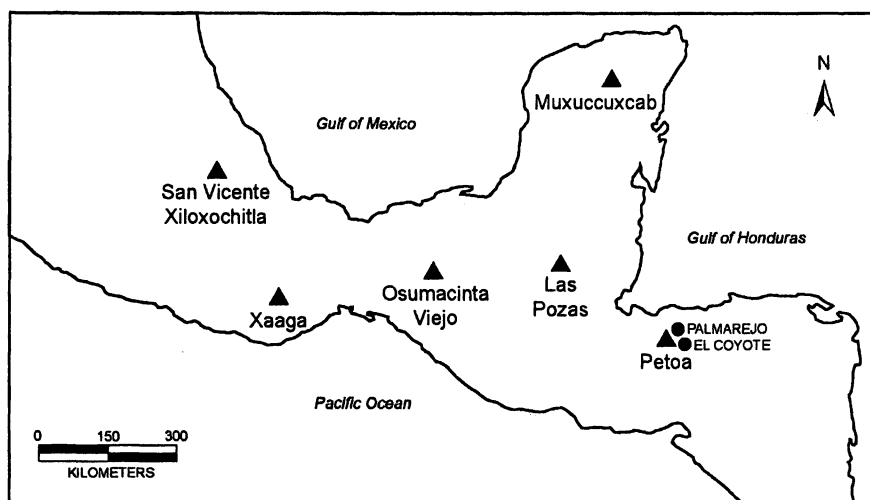 N
Muxuccuxcab
Gulf of Mexico
San Vicente
Xiloxochitla
Gulf of Honduras
Osumacinta
Viejo
Las
Pozas
Xaaga
PALMAREJO
EL COYOTE
Petoa
Pacific Ocean
0 150 300
KILOMETERS